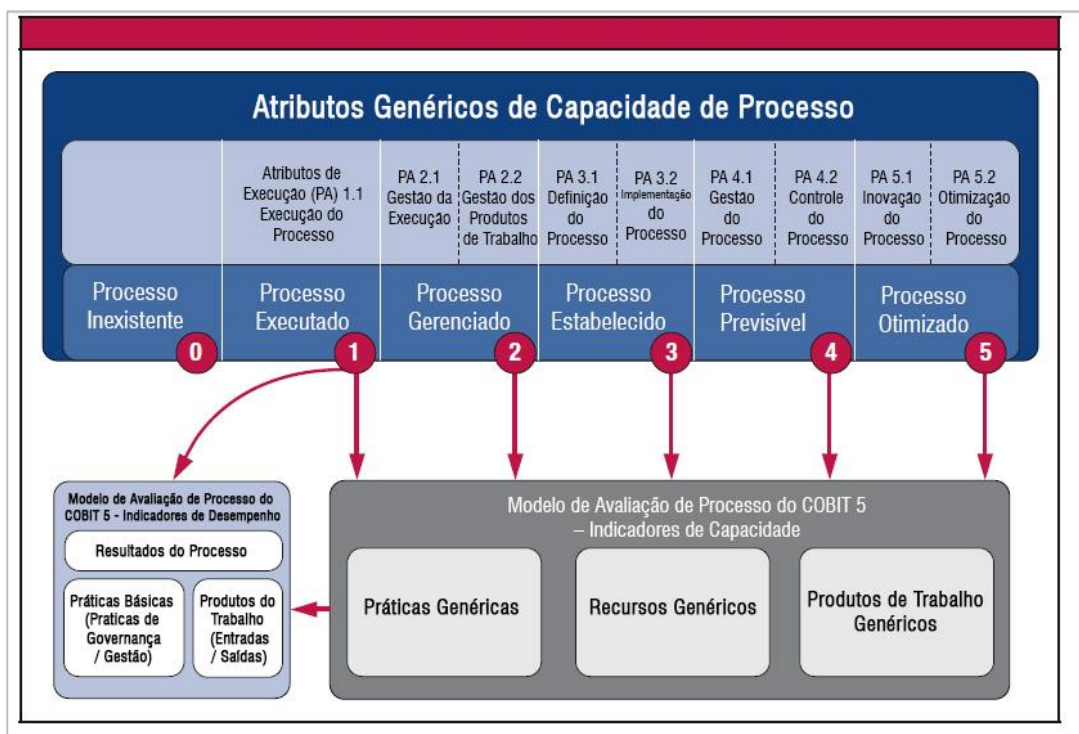 Atributos Genéricos de Capacidade de Processo
Atributos de
Execução (PA) 1.1
Execução do
Processo
PA 2.1
Gestão da
Execução
PA 2.2
Gestão dos
Produtos
de Trabalho
PA 3.1
Definição
do
Processo
PA 3.2
Implementação
do
Processo
PA 4.1
Gestão
do
Processo
PA 4.2
Controle
do
Processo
PA 5.1
Inovação
do
Processo
PA 5.2
Otimização
do
Processo
Processo
Inexistente
0
Processo
Executado
1
Processo
Gerenciado
2
Processo
Estabelecido
3
Processo
Previsível
4
Processo
Otimizado
5
Modelo de Avaliação de Processo do
COBIT 5 - Indicadores de Desempenho
Resultados do Processo
Práticas Básicas
(Praticas de
Governança
/ Gestão)
Produtos do
Trabalho
(Entradas
/ Saídas)
Modelo de Avaliação de Processo do COBIT 5
– Indicadores de Capacidade
Práticas Genéricas
Recursos Genéricos
Produtos de Trabalho
Genéricos